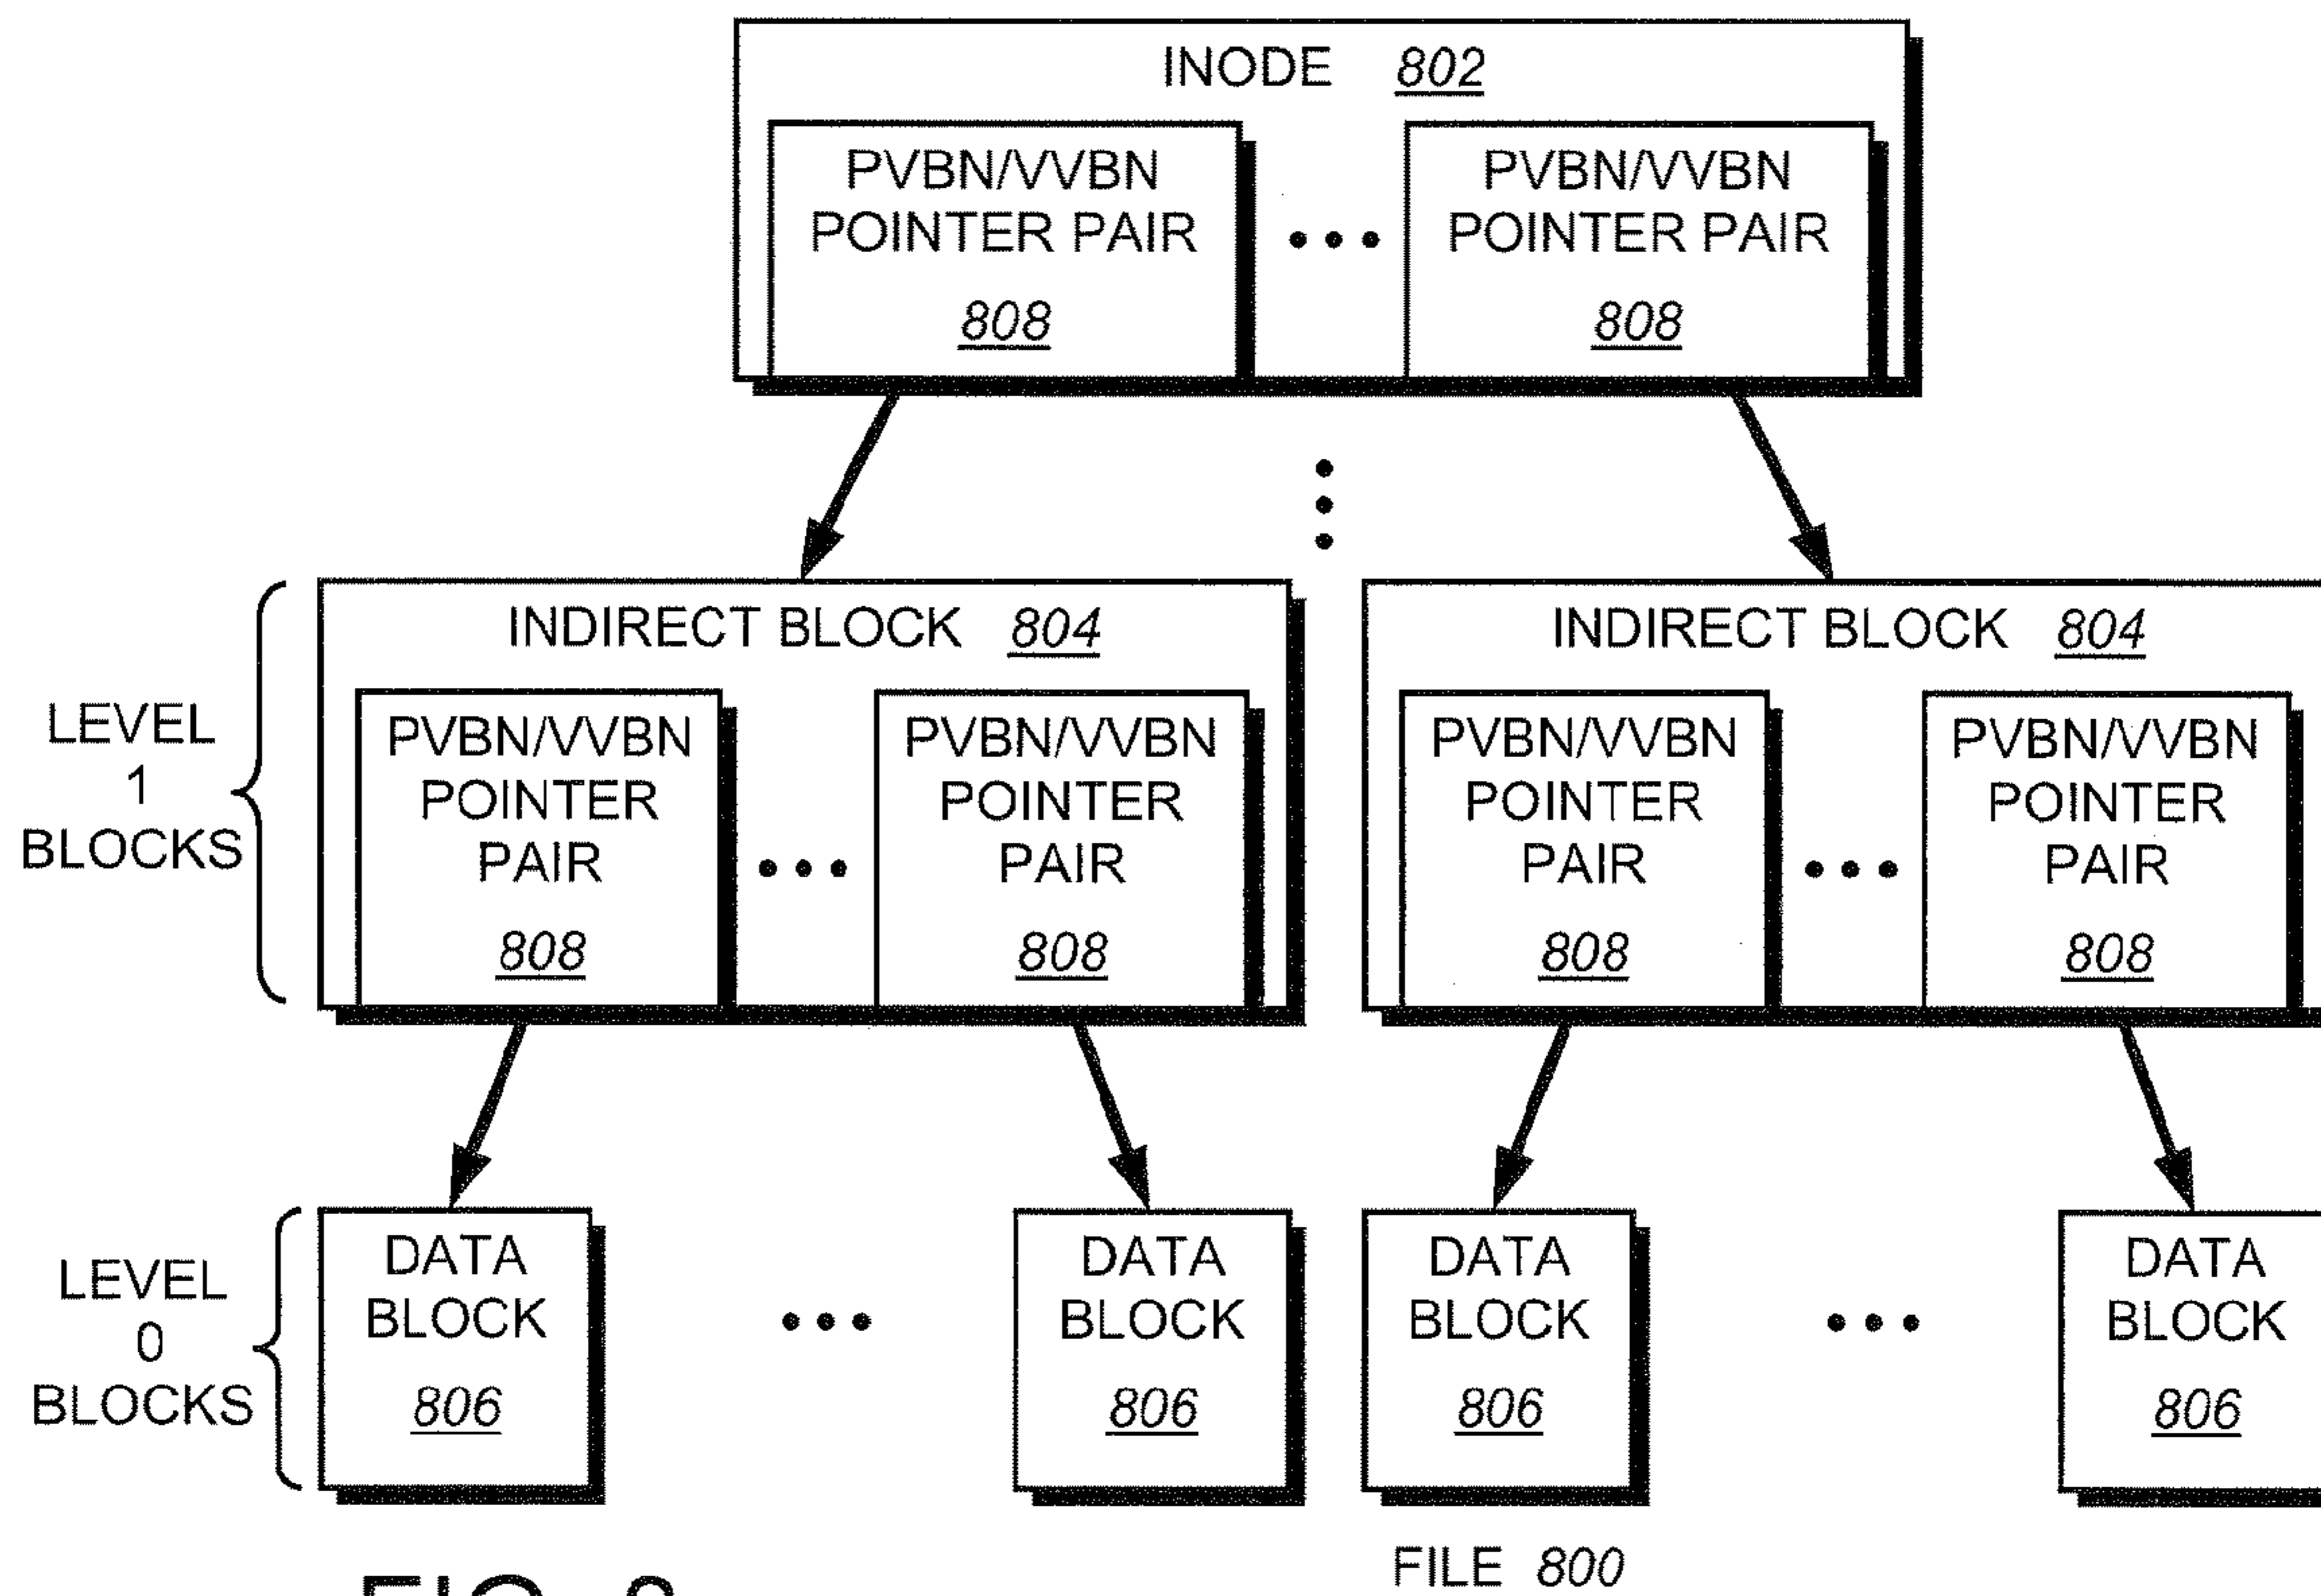 INODE 802
PVBN/VVBN
POINTER PAIR
808
PVBN/VVBN
POINTER PAIR
808
LEVEL
1
BLOCKS
INDIRECT BLOCK 804
PVBN/VVBN
POINTER
PAIR
808
PVBN/VVBN
POINTER
PAIR
808
INDIRECT BLOCK 804
PVBN/VVBN
POINTER
PAIR
808
PVBN/VVBN
POINTER
PAIR
808
LEVEL
0
BLOCKS
DATA
BLOCK
806
DATA
BLOCK
806
DATA
BLOCK
806
DATA
BLOCK
806
FILE 800